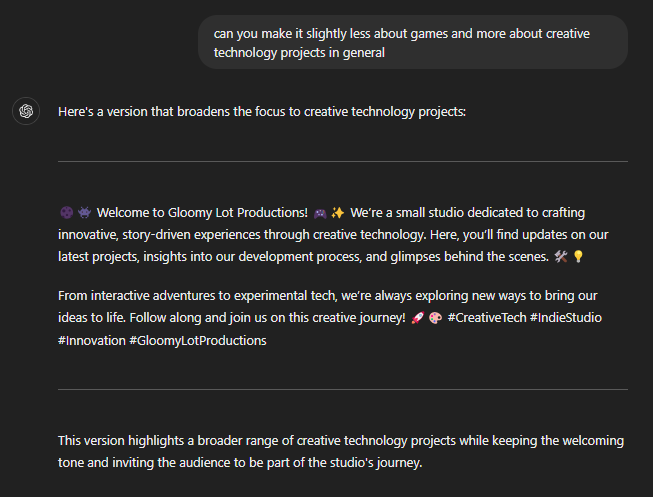 can you make it slightly less about games and more about creative
technology projects in general
Here's a version that broadens the focus to creative technology projects:
🌑👾 Welcome to Gloomy Lot Productions! 🎮✨ We're a small studio dedicated to crafting
innovative, story-driven experiences through creative technology. Here, you'll find updates on our
latest projects, insights into our development process, and glimpses behind the scenes. 🛠️💡
From interactive adventures to experimental tech, we're always exploring new ways to bring our
ideas to life. Follow along and join us on this creative journey! 🚀🎨 #CreativeTech #IndieStudio
#Innovation #GloomyLotProductions
This version highlights a broader range of creative technology projects while keeping the welcoming
tone and inviting the audience to be part of the studio's journey.